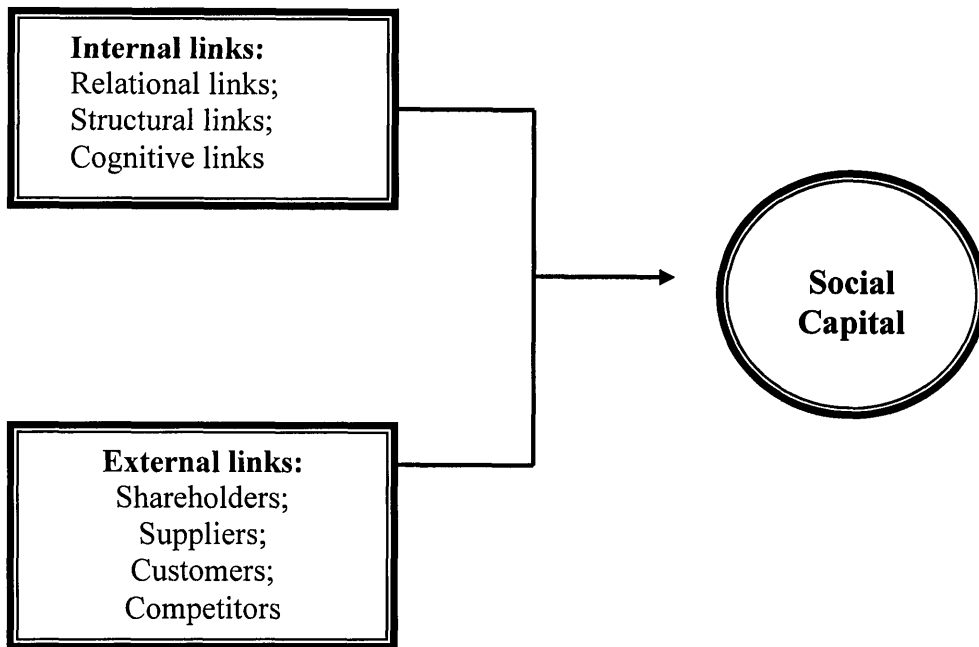 Internal links:
Relational links;
Structural links;
Cognitive links
Social
Capital
External links:
Shareholders;
Suppliers;
Customers;
Competitors